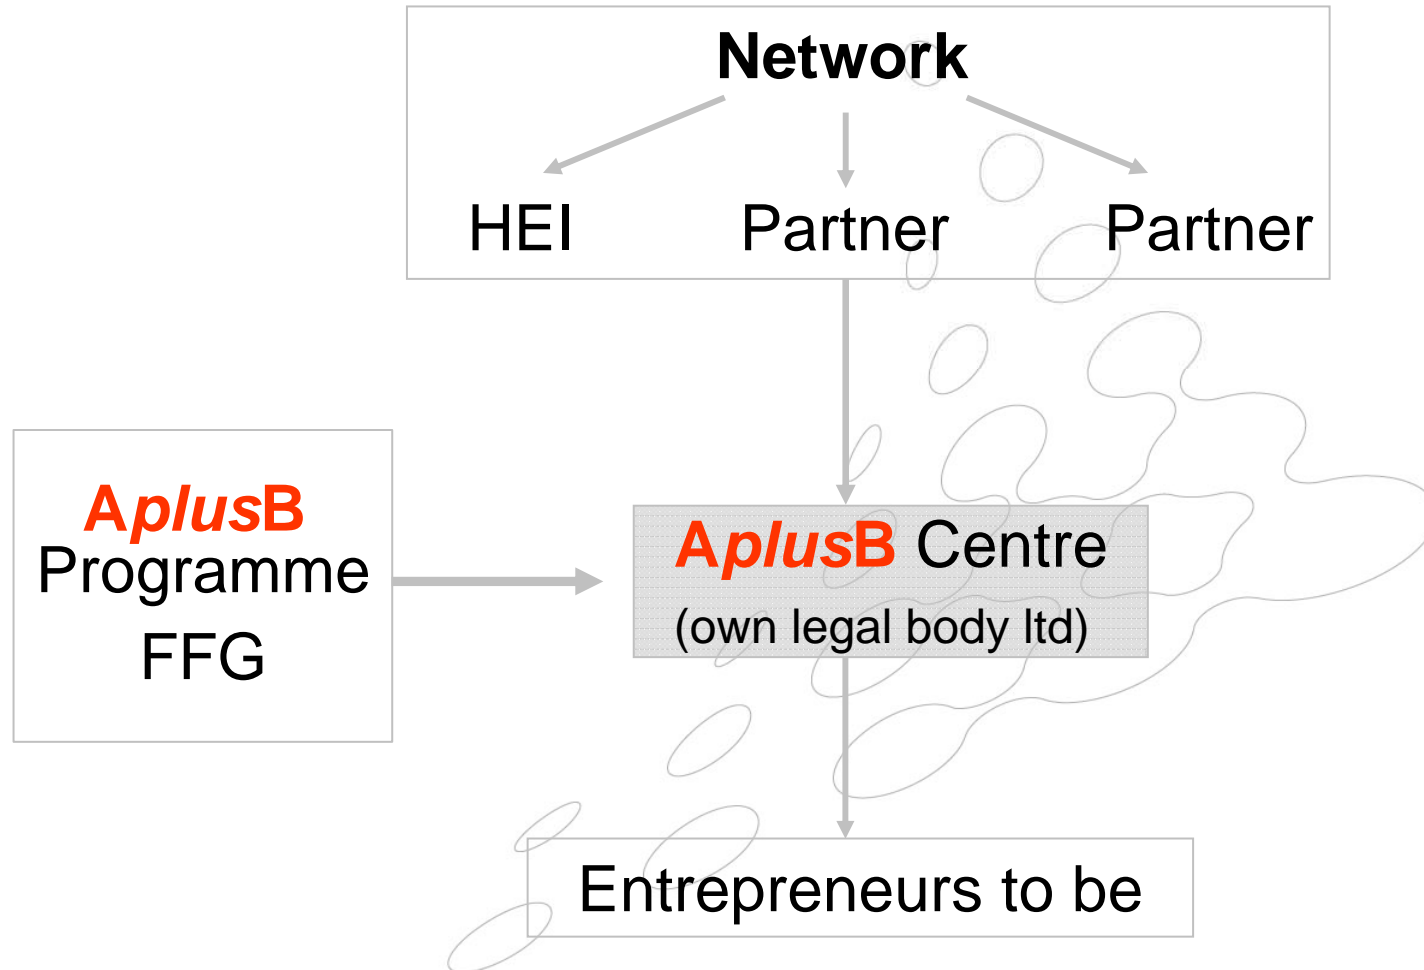 Network
HEI Partner Partner
AplusB
Programme
FFG
AplusB Centre
(own legal body ltd)
Entrepreneurs to be